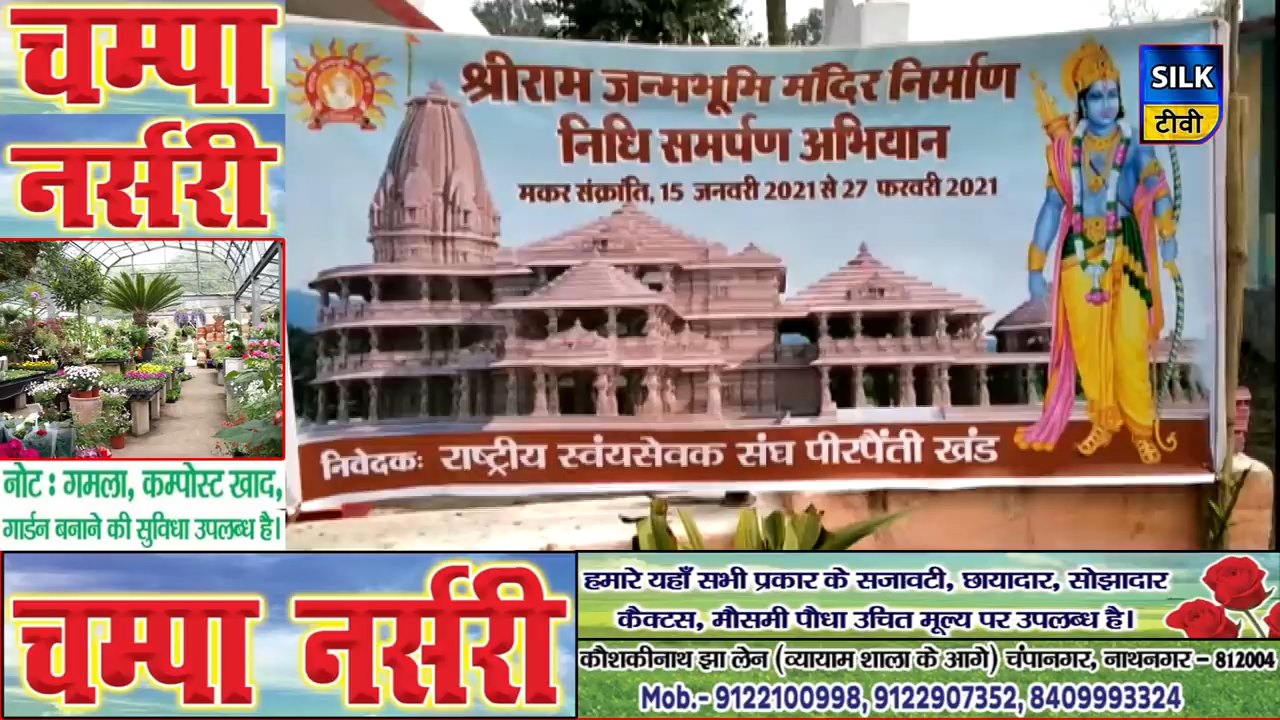 चम्पा
नर्सरी
नोट : गमला, कम्पोस्ट खाद,
गार्डन बनाने की सुविधा उपलब्ध है।
श्रीराम जन्मभूमि मंदिर निर्माण
निधि समर्पण अभियान
मकर संक्रांति, 15 जनवरी 2021 से 27 फरवरी 2021
निवेदकः राष्ट्रीय स्वंयसेवक संघ पीरपैंती खंड
SILK
टीवी
चम्पा नर्सरी
हमारे यहाँ सभी प्रकार के सजावटी, छायादार, सोझादार
कैक्टस, मौसमी पौधा उचित मूल्य पर उपलब्ध है।
कौशकीनाथ झा लेन (व्यायाम शाला के आगे) चंपानगर, नाथनगर – 812004
Mob.- 9122100998, 9122907352, 8409993324